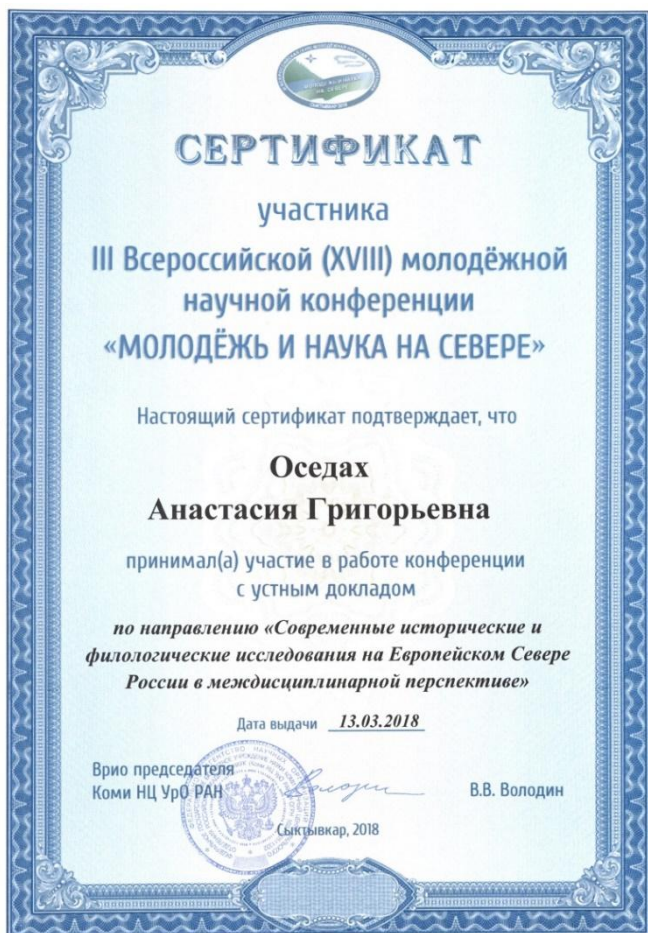 СЕРТИФИКАТ
участника
III Всероссийской (XVIII) молодёжной
научной конференции
«МОЛОДЁЖЬ И НАУКА НА СЕВЕРЕ»
Настоящий сертификат подтверждает, что
Оседах
Анастасия Григорьевна
принимал(а) участие в работе конференции
с устным докладом
по направлению «Современные исторические и
филологические исследования на Европейском Севере
России в междисциплинарной перспективе»
Дата выдачи 13.03.2018
Врио председателя
Коми НЦ УрО РАН
В.В. Володин
Сыктывкар, 2018